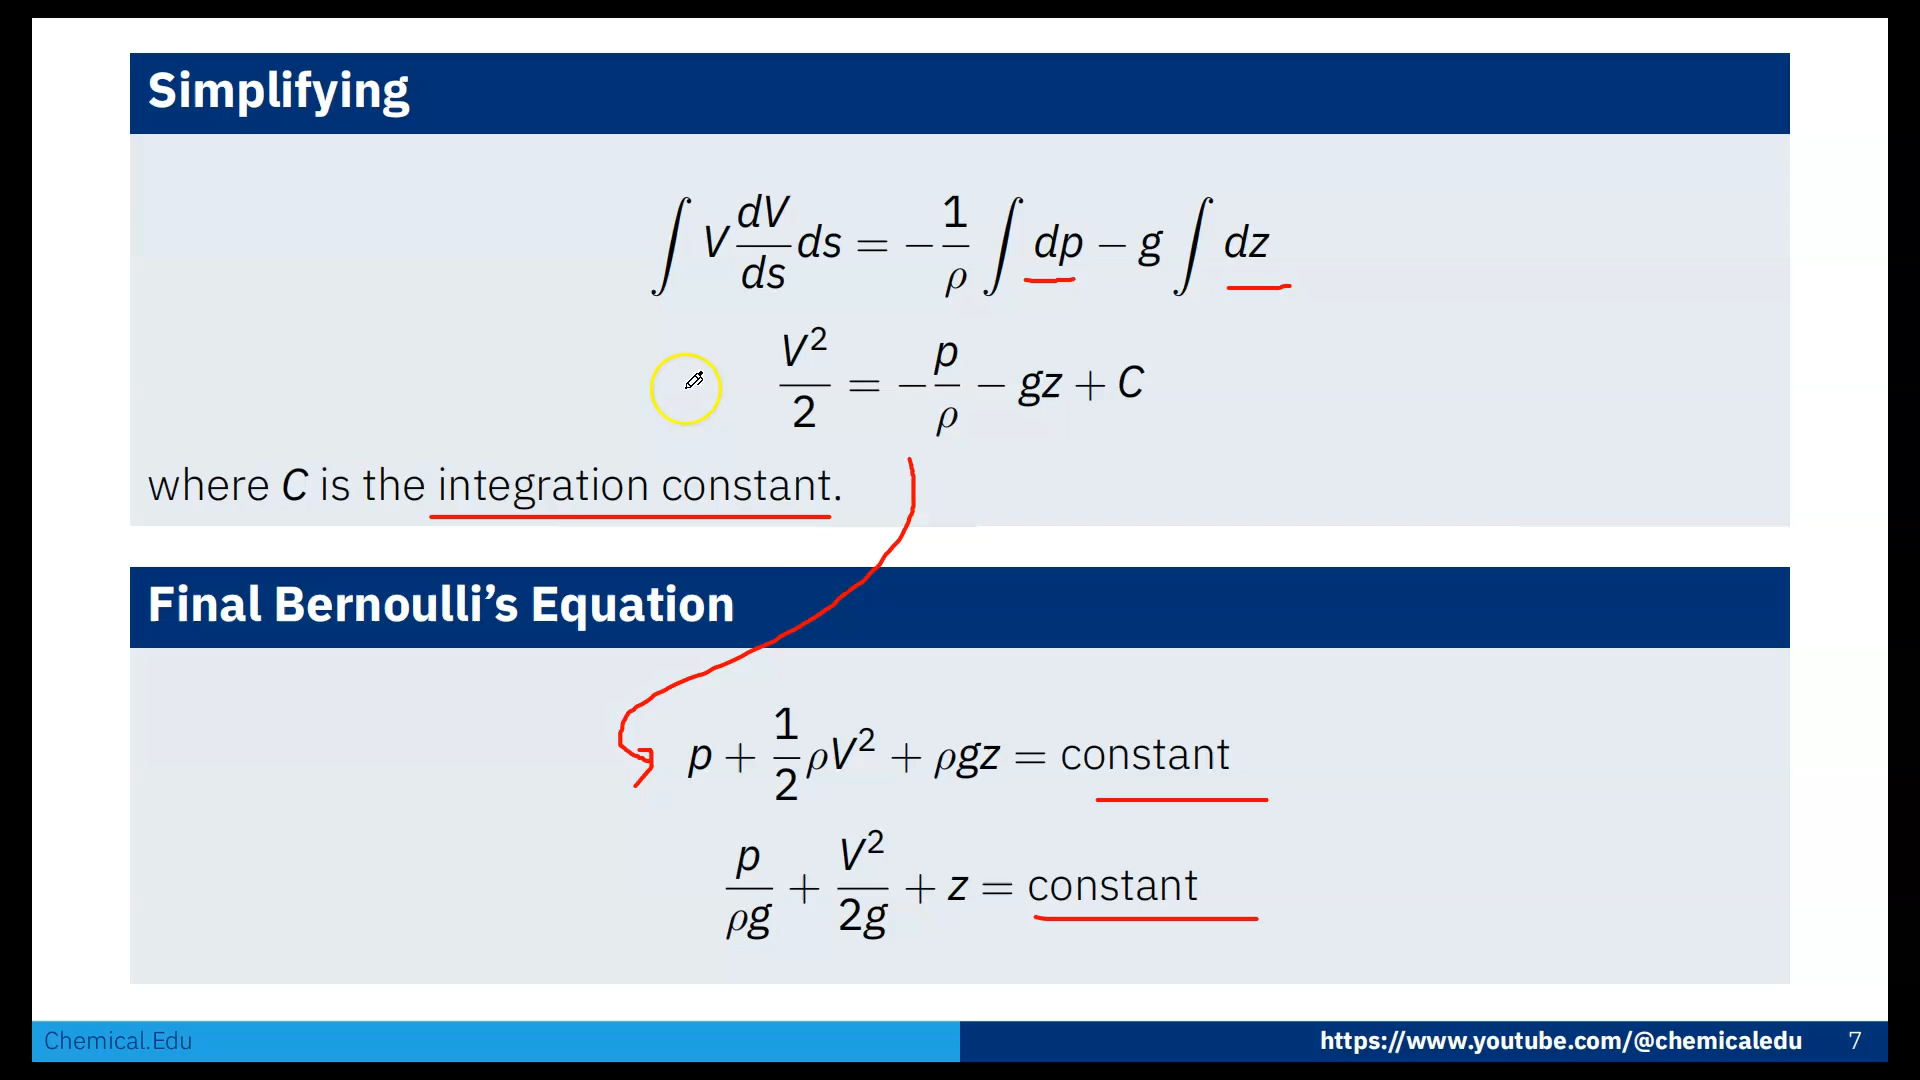 Simplifying
∫ V dV/ds ds = − 1/ρ ∫ dp − g ∫ dz
V²/2 = − p/ρ − gz + C
where C is the integration constant.
Final Bernoulli’s Equation
p + 1/2 ρV² + ρgz = constant
p/ρg + V²/2g + z = constant
Chemical.Edu
https://www.youtube.com/@chemicaledu 7